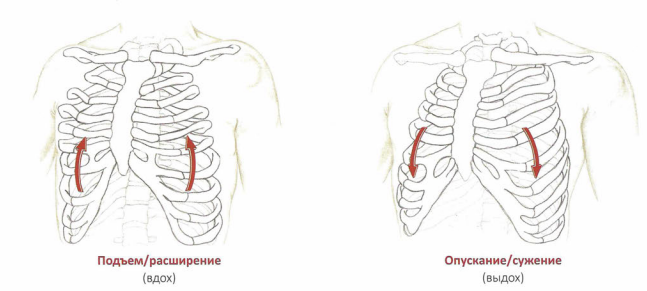 Подъем/расширение
(вдох)
Опускание/сужение
(выдох)